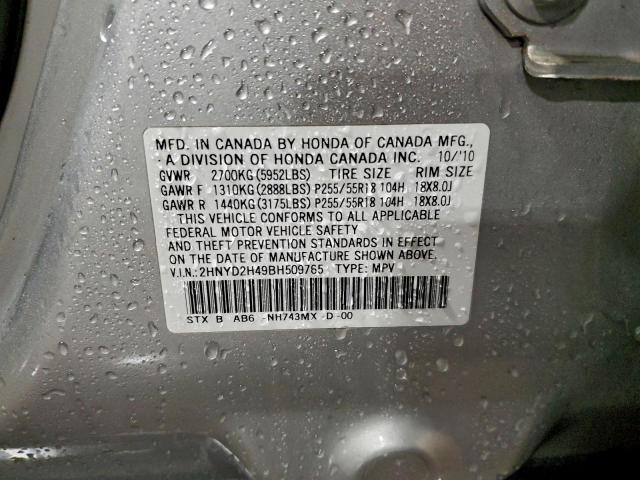 MFD. IN CANADA BY HONDA OF CANADA MFG.,
A DIVISION OF HONDA CANADA INC. 10/'10
GVWR 2700KG(5952LBS) TIRE SIZE RIM SIZE
GAWR F 1310KG(2888LBS) P255/55R18 104H 18X8.0J
GAWR R 1440KG(3175LBS) P255/55R18 104H 18X8.0J
THIS VEHICLE CONFORMS TO ALL APPLICABLE
FEDERAL MOTOR VEHICLE SAFETY
AND THEFT PREVENTION STANDARDS IN EFFECT
ON THE DATE OF MANUFACTURE SHOWN ABOVE.
V.I.N.:2HNYD2H49BH509765 TYPE: MPV
STX B AB6 -NH743MX -D-00